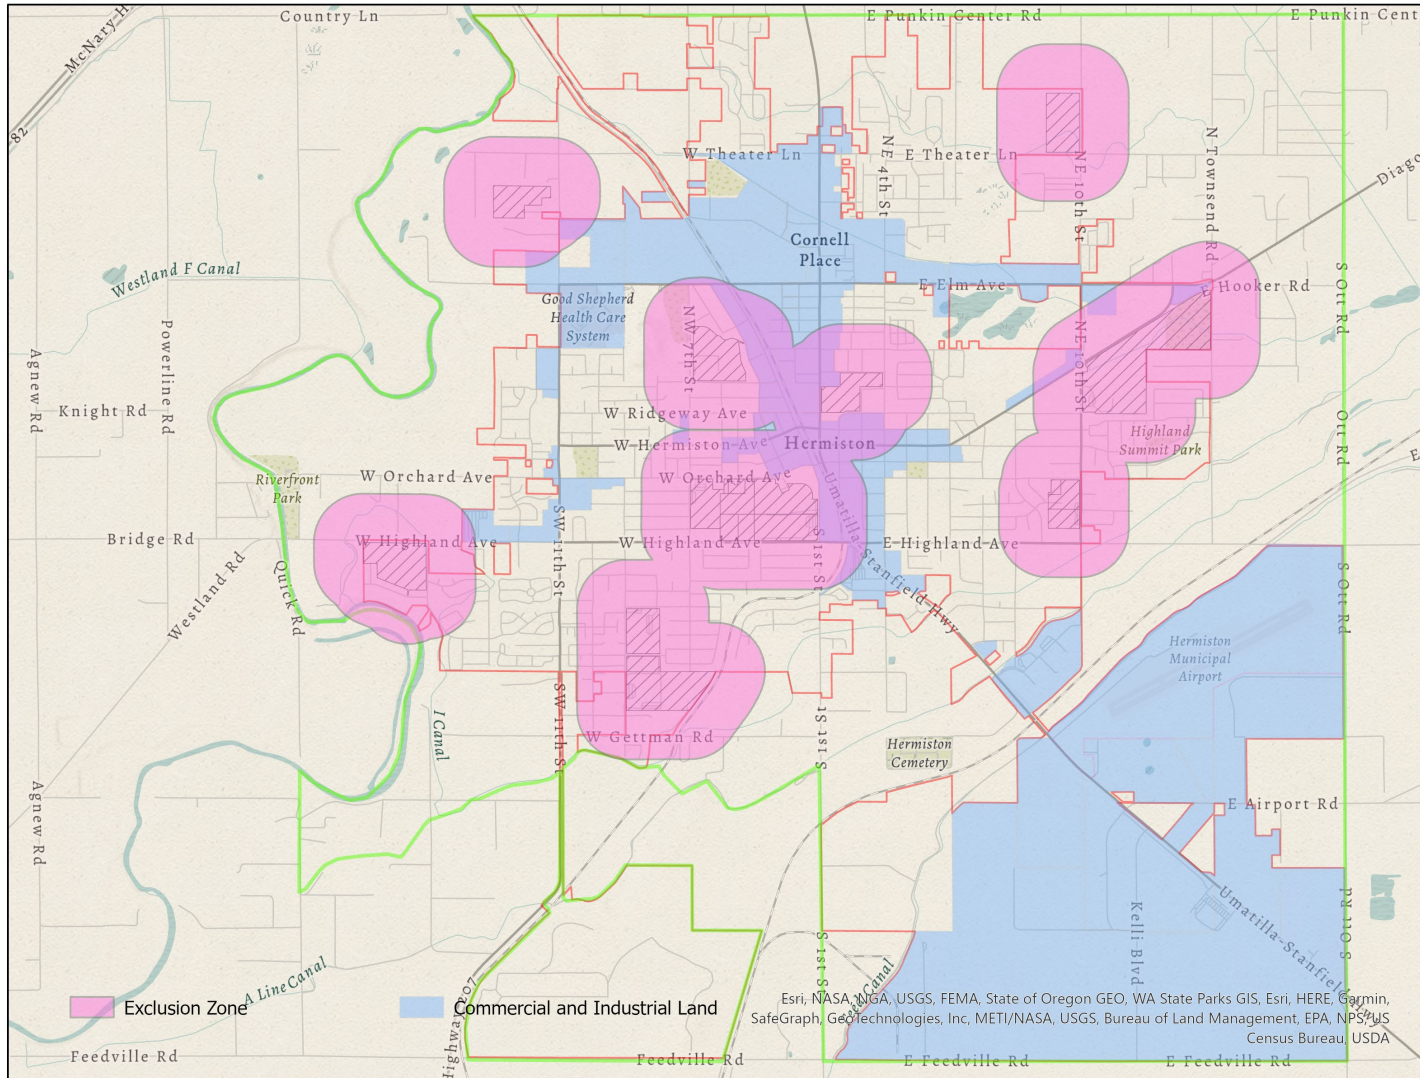 Country Ln
E Punkin Center Rd
E Punkin Cent
McNary H
82
W Theater Ln
NE 4th St
E Theater Ln
NE 10th St
N Townsend Rd
Diago
Cornell
Place
Westland F Canal
E Elm Ave
E Hooker Rd
S Ott Rd
Good Shepherd
Health Care
System
Agnew Rd
Powerline Rd
NW 7th St
NE 10th St
Knight Rd
W Ridgeway Ave
W Hermiston Ave
Hermiston
Highland
Summit Park
Ott Rd
E
Riverfront
Park
W Orchard Ave
W Orchard Ave
Umatilla-Stanfield Hwy
Bridge Rd
W Highland Ave
SW 11th St
W Highland Ave
S 1st St
E Highland Ave
Westland Rd
Quick Rd
S Ott Rd
Hermiston
Municipal
Airport
I Canal
SW 11th St
W Gettman Rd
S 1st St
Hermiston
Cemetery
Agnew Rd
E Airport Rd
Umatilla-Stanfield Hwy
Kelli Blvd
S Ott Rd
S 1st St
Feed Canal
A Line Canal
Highway 207
Exclusion Zone
Commercial and Industrial Land
Esri, NASA, NGA, USGS, FEMA, State of Oregon GEO, WA State Parks GIS, Esri, HERE, Garmin,
SafeGraph, GeoTechnologies, Inc, METI/NASA, USGS, Bureau of Land Management, EPA, NPS, US
Census Bureau, USDA
Feedville Rd
Feedville Rd
E Feedville Rd
E Feedville Rd